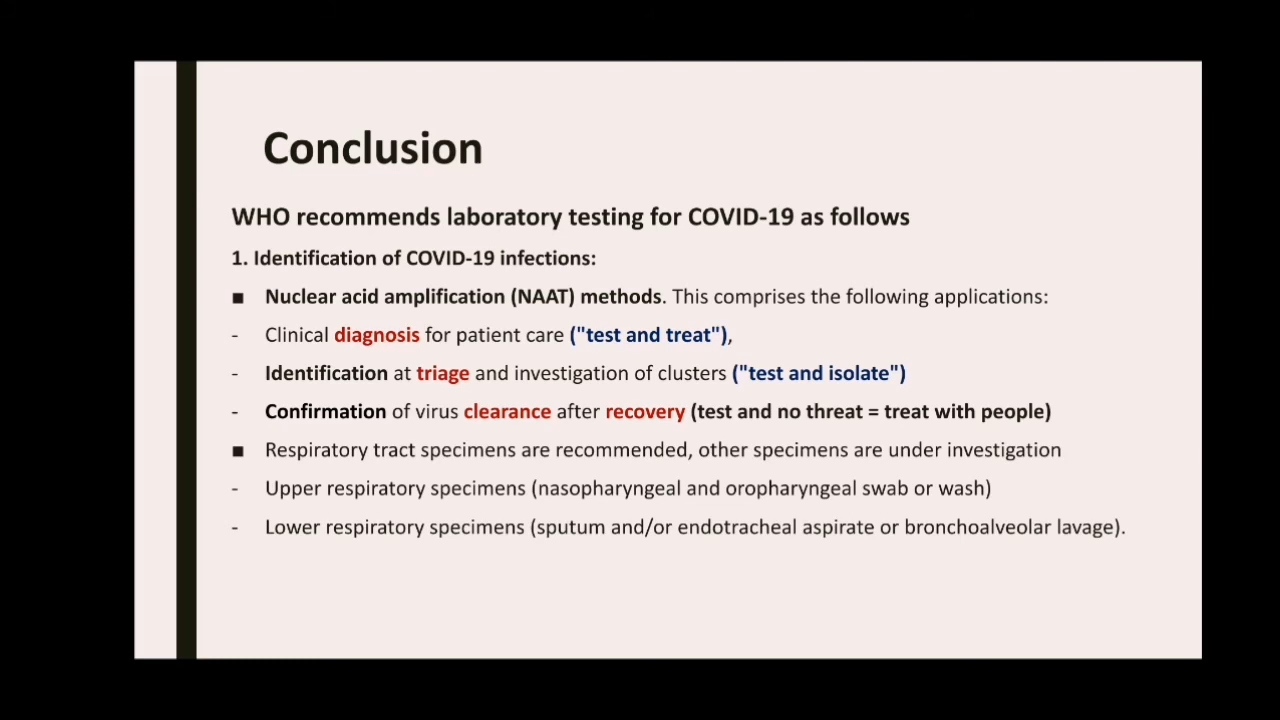 Conclusion
WHO recommends laboratory testing for COVID-19 as follows
1. Identification of COVID-19 infections:
■ Nuclear acid amplification (NAAT) methods. This comprises the following applications:
- Clinical diagnosis for patient care ("test and treat"),
- Identification at triage and investigation of clusters ("test and isolate")
- Confirmation of virus clearance after recovery (test and no threat = treat with people)
■ Respiratory tract specimens are recommended, other specimens are under investigation
- Upper respiratory specimens (nasopharyngeal and oropharyngeal swab or wash)
- Lower respiratory specimens (sputum and/or endotracheal aspirate or bronchoalveolar lavage).